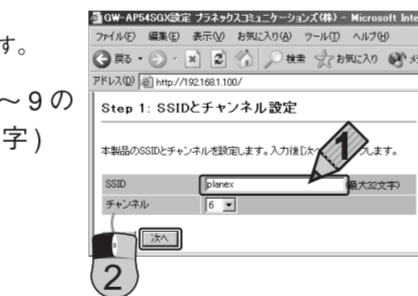 す。
～9の
字)
GW-AP54SGX設定 プラネックスコミュニケーションズ(株) - Microsoft Inte
ファイル(F) 編集(E) 表示(V) お気に入り(A) ツール(T) ヘルプ(H)
戻る 検索 お気に入り
アドレス(D) http://192.168.1.100/
Step 1: SSIDとチャンネル設定
本製品のSSIDとチャンネルを設定します。入力後[次へ します。
1
SSID planex (最大32文字)
チャンネル 6
次へ
2